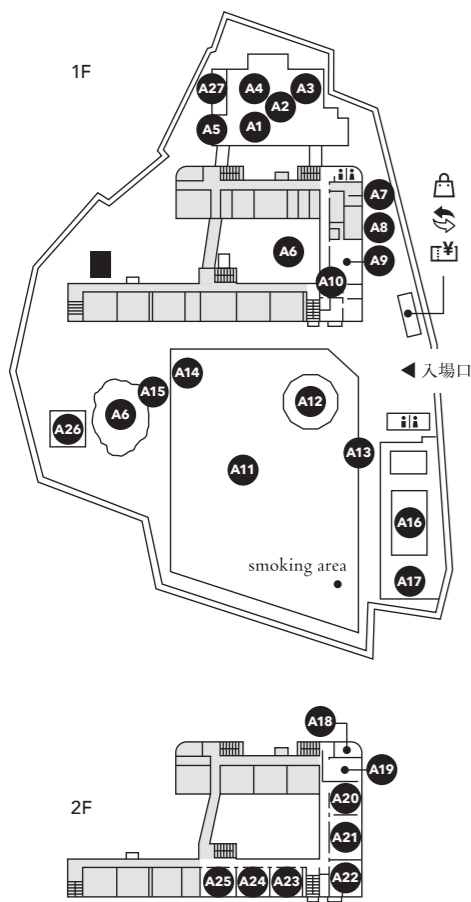 1F
A27
A4
A3
A2
A5
A1
A7
A8
A6
A9
A10
¥
◀ 入場口
A14
A15
A12
A6
A26
A13
A11
A16
smoking area
A17
A18
2F
A19
A20
A21
A25
A24
A23
A22